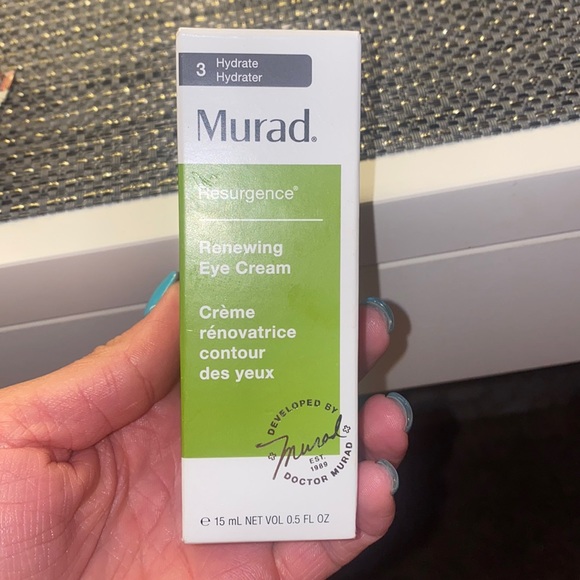 3 Hydrate
Hydrater
Murad®
Resurgence®
Renewing
Eye Cream
Crème
rénovatrice
contour
des yeux
DEVELOPED BY
Murad
EST.
1989
DOCTOR MURAD
e 15 mL NET VOL 0.5 FL OZ